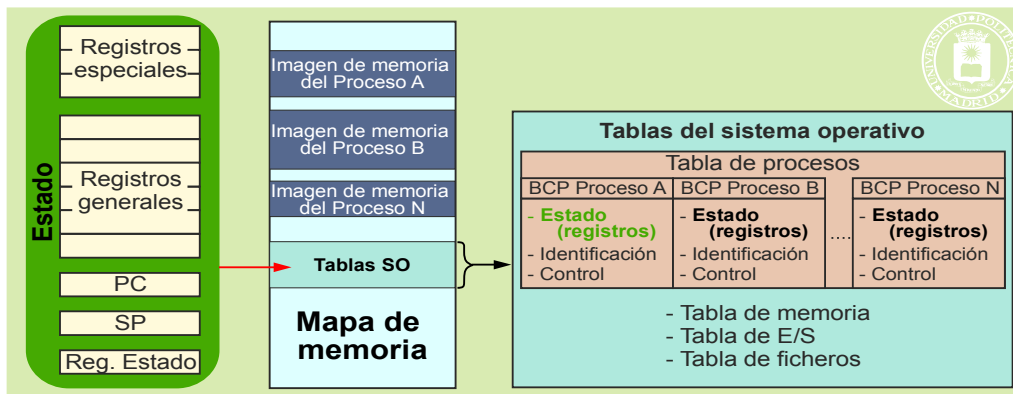 Estado
Registros
especiales
Registros
generales
PC
SP
Reg. Estado
Imagen de memoria
del Proceso A
Imagen de memoria
del Proceso B
Imagen de memoria
del Proceso N
Tablas SO
Mapa de
memoria
UNIVERSIDAD POLITECNICA
MADRID
Tablas del sistema operativo
Tabla de procesos
BCP Proceso A
- Estado
(registros)
- Identificación
- Control
BCP Proceso B
- Estado
(registros)
- Identificación
- Control
....
BCP Proceso N
- Estado
(registros)
- Identificación
- Control
- Tabla de memoria
- Tabla de E/S
- Tabla de ficheros